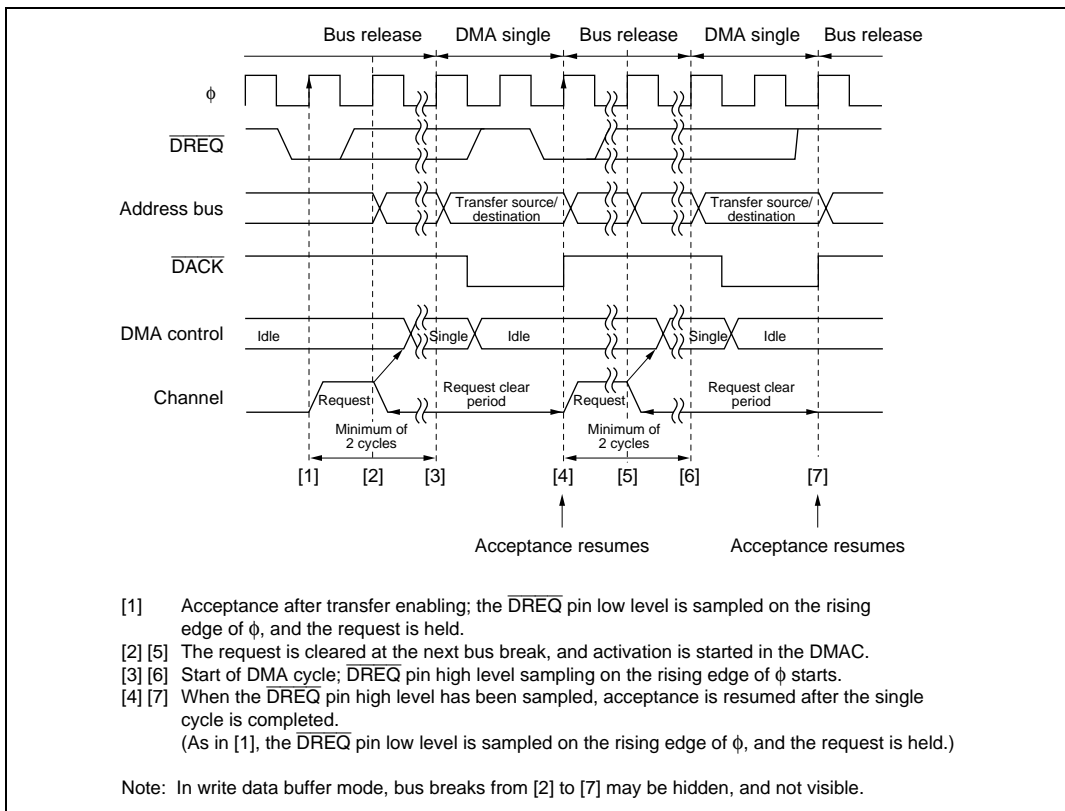 Bus release DMA single Bus release DMA single Bus release
ϕ
DREQ
Address bus Transfer source/ Transfer source/
destination destination
DACK
DMA control Idle Single Idle Single Idle
Channel Request Request clear Request Request clear
period period
Minimum of Minimum of
2 cycles 2 cycles
[1] [2] [3] [4] [5] [6] [7]
Acceptance resumes Acceptance resumes
[1] Acceptance after transfer enabling; the DREQ pin low level is sampled on the rising
edge of ϕ, and the request is held.
[2] [5] The request is cleared at the next bus break, and activation is started in the DMAC.
[3] [6] Start of DMA cycle; DREQ pin high level sampling on the rising edge of ϕ starts.
[4] [7] When the DREQ pin high level has been sampled, acceptance is resumed after the single
cycle is completed.
(As in [1], the DREQ pin low level is sampled on the rising edge of ϕ, and the request is held.)
Note: In write data buffer mode, bus breaks from [2] to [7] may be hidden, and not visible.